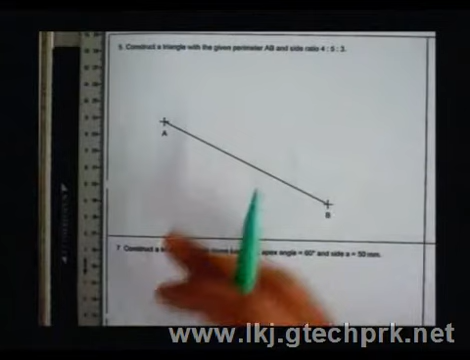 6. Construct a triangle with the given perimeter AB and side ratio 4 : 5 : 3.
A
B
7. Construct a apex angle = 60° and side a = 50 mm.
www.lkj.gtechprk.net